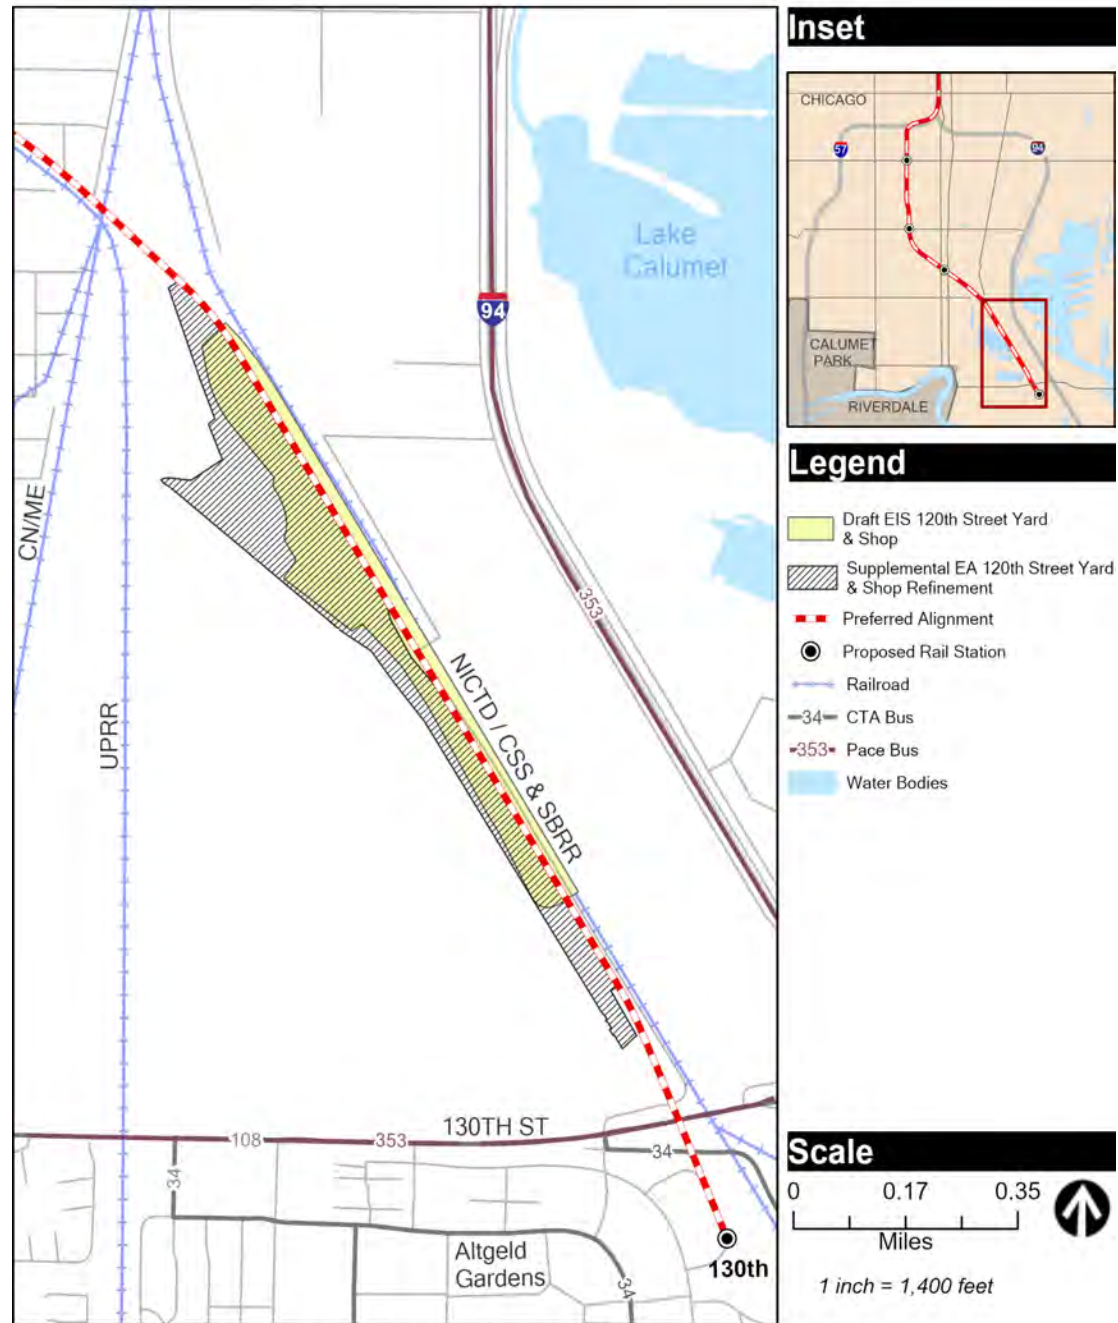 Lake
Calumet
94
CN/ME
UPRR
NICTD / CSS & SBRR
353
130TH ST
108
353
34
34
34
Altgeld
Gardens
130th
Inset
CHICAGO
57
94
CALUMET
PARK
RIVERDALE
Legend
Draft EIS 120th Street Yard
& Shop
Supplemental EA 120th Street Yard
& Shop Refinement
Preferred Alignment
Proposed Rail Station
Railroad
34 CTA Bus
353 Pace Bus
Water Bodies
Scale
0 0.17 0.35
Miles
1 inch = 1,400 feet